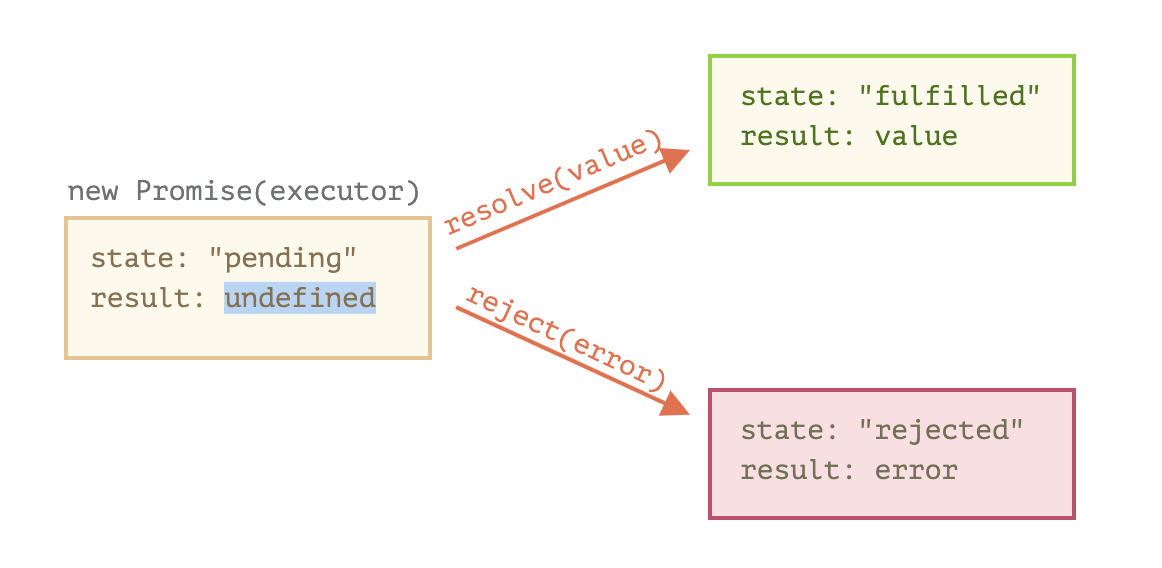 new Promise(executor)
state: "pending"
result: undefined
resolve(value)
reject(error)
state: "fulfilled"
result: value
state: "rejected"
result: error